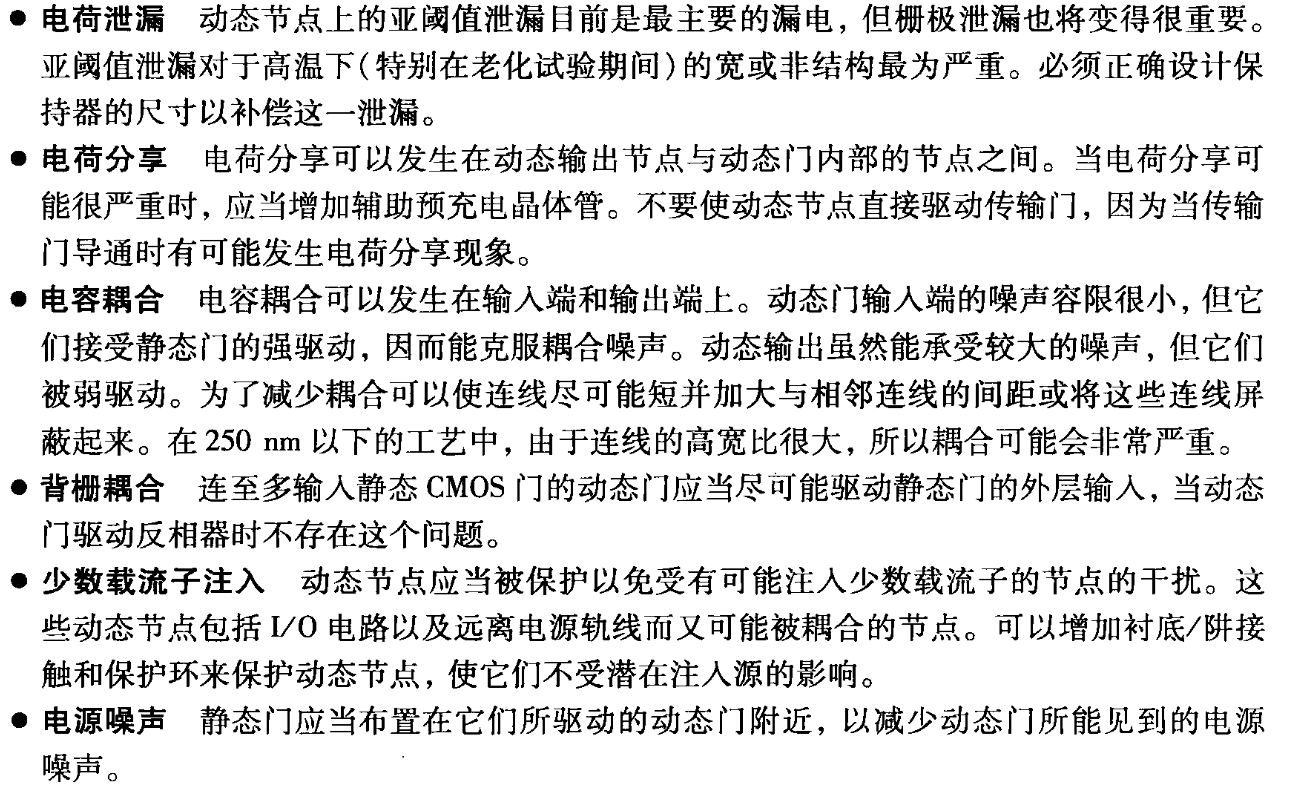 ● 电荷泄漏 动态节点上的亚阈值泄漏目前是最主要的漏电，但栅极泄漏也将变得很重要。
亚阈值泄漏对于高温下(特别在老化试验期间)的宽或非结构最为严重。必须正确设计保
持器的尺寸以补偿这一泄漏。
● 电荷分享 电荷分享可以发生在动态输出节点与动态门内部的节点之间。当电荷分享可
能很严重时，应当增加辅助预充电晶体管。不要使动态节点直接驱动传输门，因为当传输
门导通时有可能发生电荷分享现象。
● 电容耦合 电容耦合可以发生在输入端和输出端上。动态门输入端的噪声容限很小，但它
们接受静态门的强驱动，因而能克服耦合噪声。动态输出虽然能承受较大的噪声，但它们
被弱驱动。为了减少耦合可以使连线尽可能短并加大与相邻连线的间距或将这些连线屏
蔽起来。在 250 nm 以下的工艺中，由于连线的高宽比很大，所以耦合可能会非常严重。
● 背栅耦合 连至多输入静态 CMOS 门的动态门应当尽可能驱动静态门的外层输入，当动态
门驱动反相器时不存在这个问题。
● 少数载流子注入 动态节点应当被保护以免受有可能注入少数载流子的节点的干扰。这
些动态节点包括 I/O 电路以及远离电源轨线而又可能被耦合的节点。可以增加衬底/阱接
触和保护环来保护动态节点，使它们不受潜在注入源的影响。
● 电源噪声 静态门应当布置在它们所驱动的动态门附近，以减少动态门所能见到的电源
噪声。